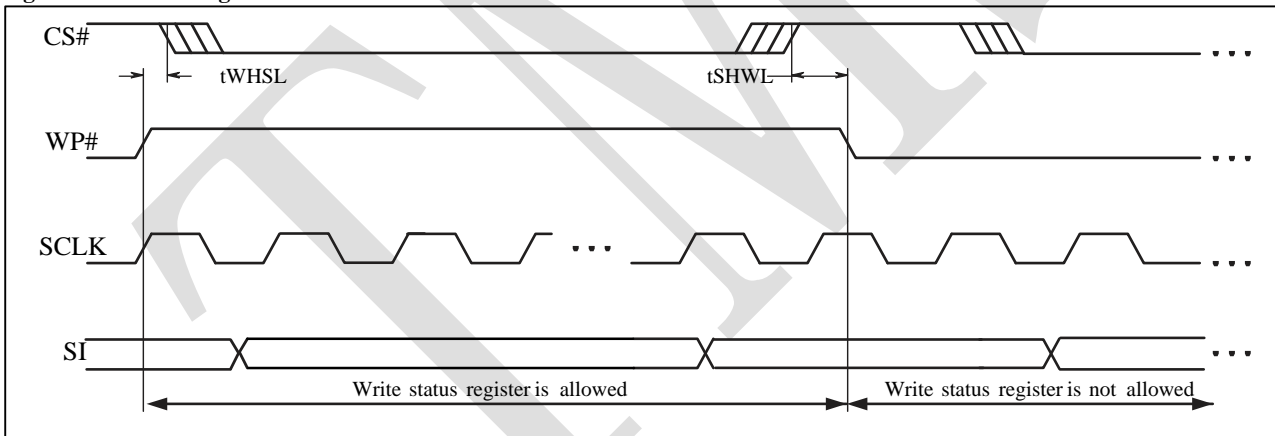 CS#
tWHSL
tSHWL
WP#
SCLK
SI
Write status register is allowed
Write status register is not allowed